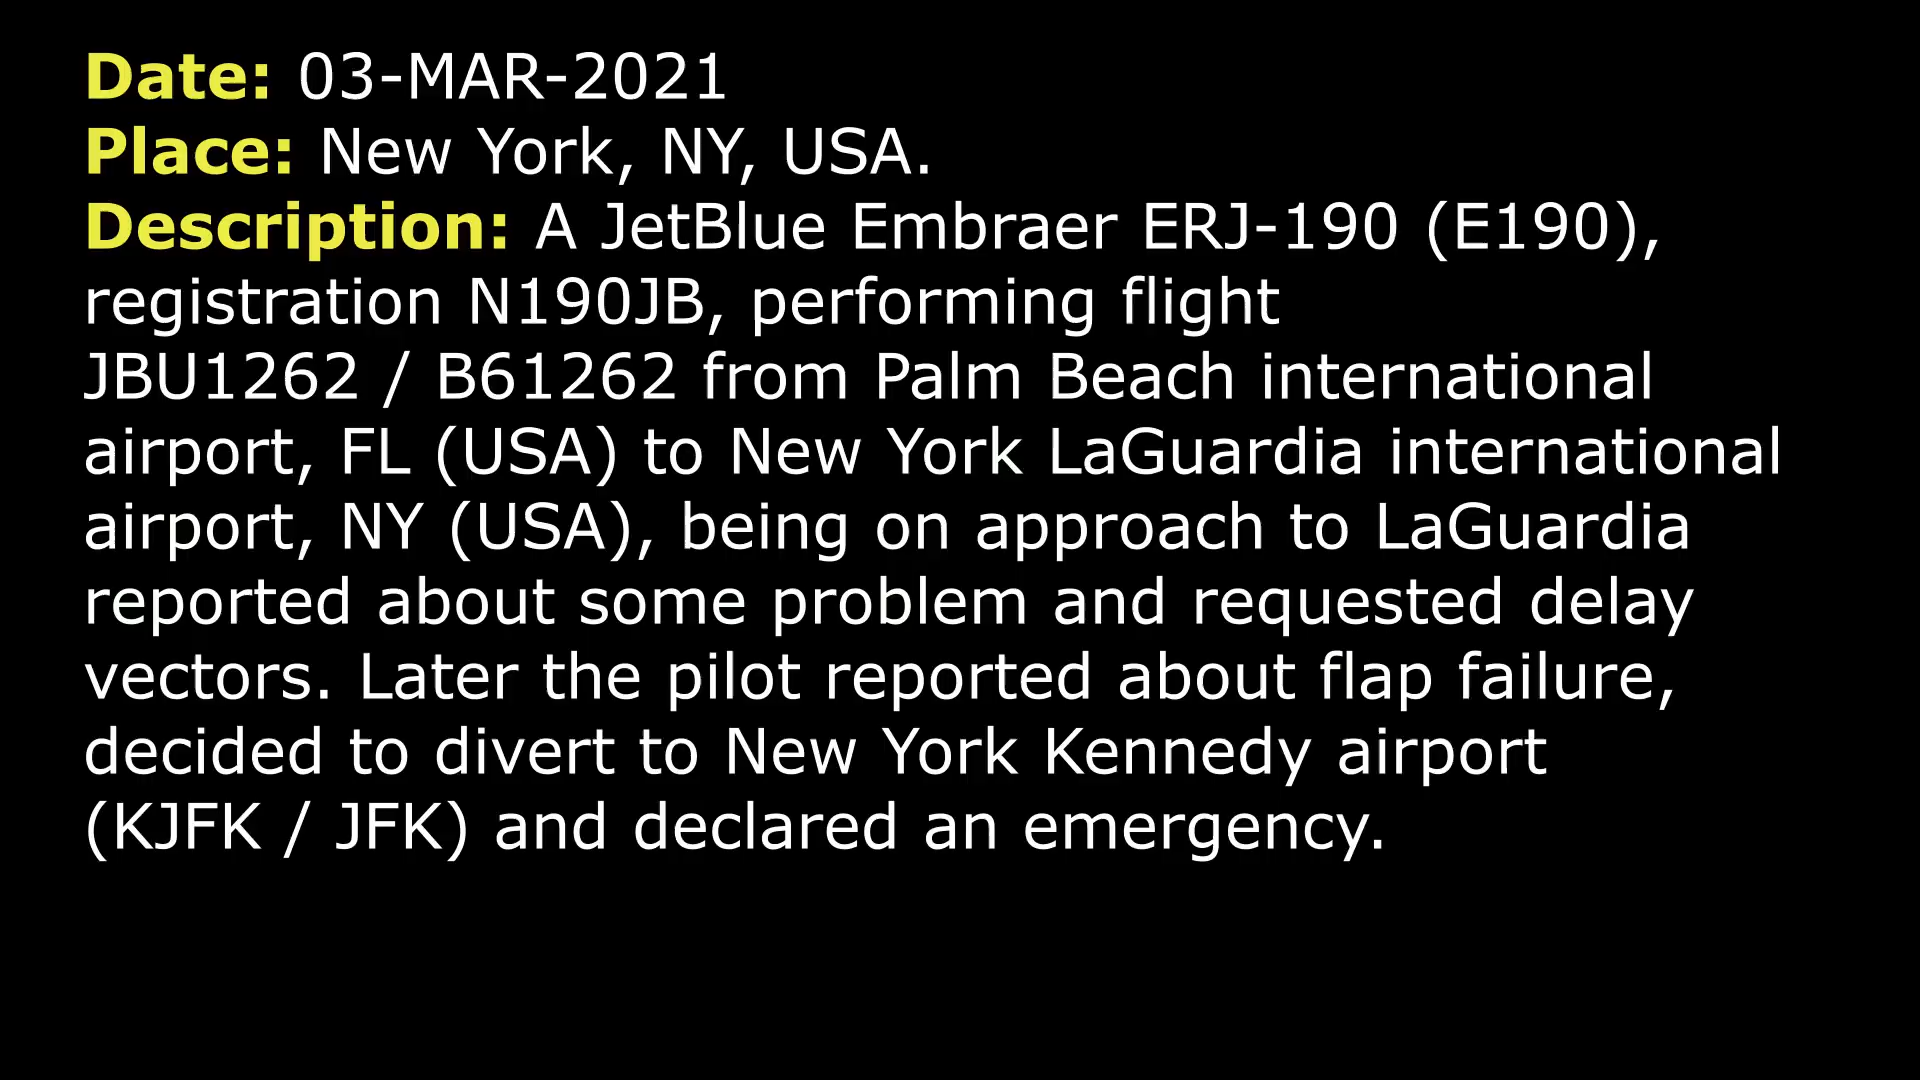 Date: 03-MAR-2021
Place: New York, NY, USA.
Description: A JetBlue Embraer ERJ-190 (E190),
registration N190JB, performing flight
JBU1262 / B61262 from Palm Beach international
airport, FL (USA) to New York LaGuardia international
airport, NY (USA), being on approach to LaGuardia
reported about some problem and requested delay
vectors. Later the pilot reported about flap failure,
decided to divert to New York Kennedy airport
(KJFK / JFK) and declared an emergency.